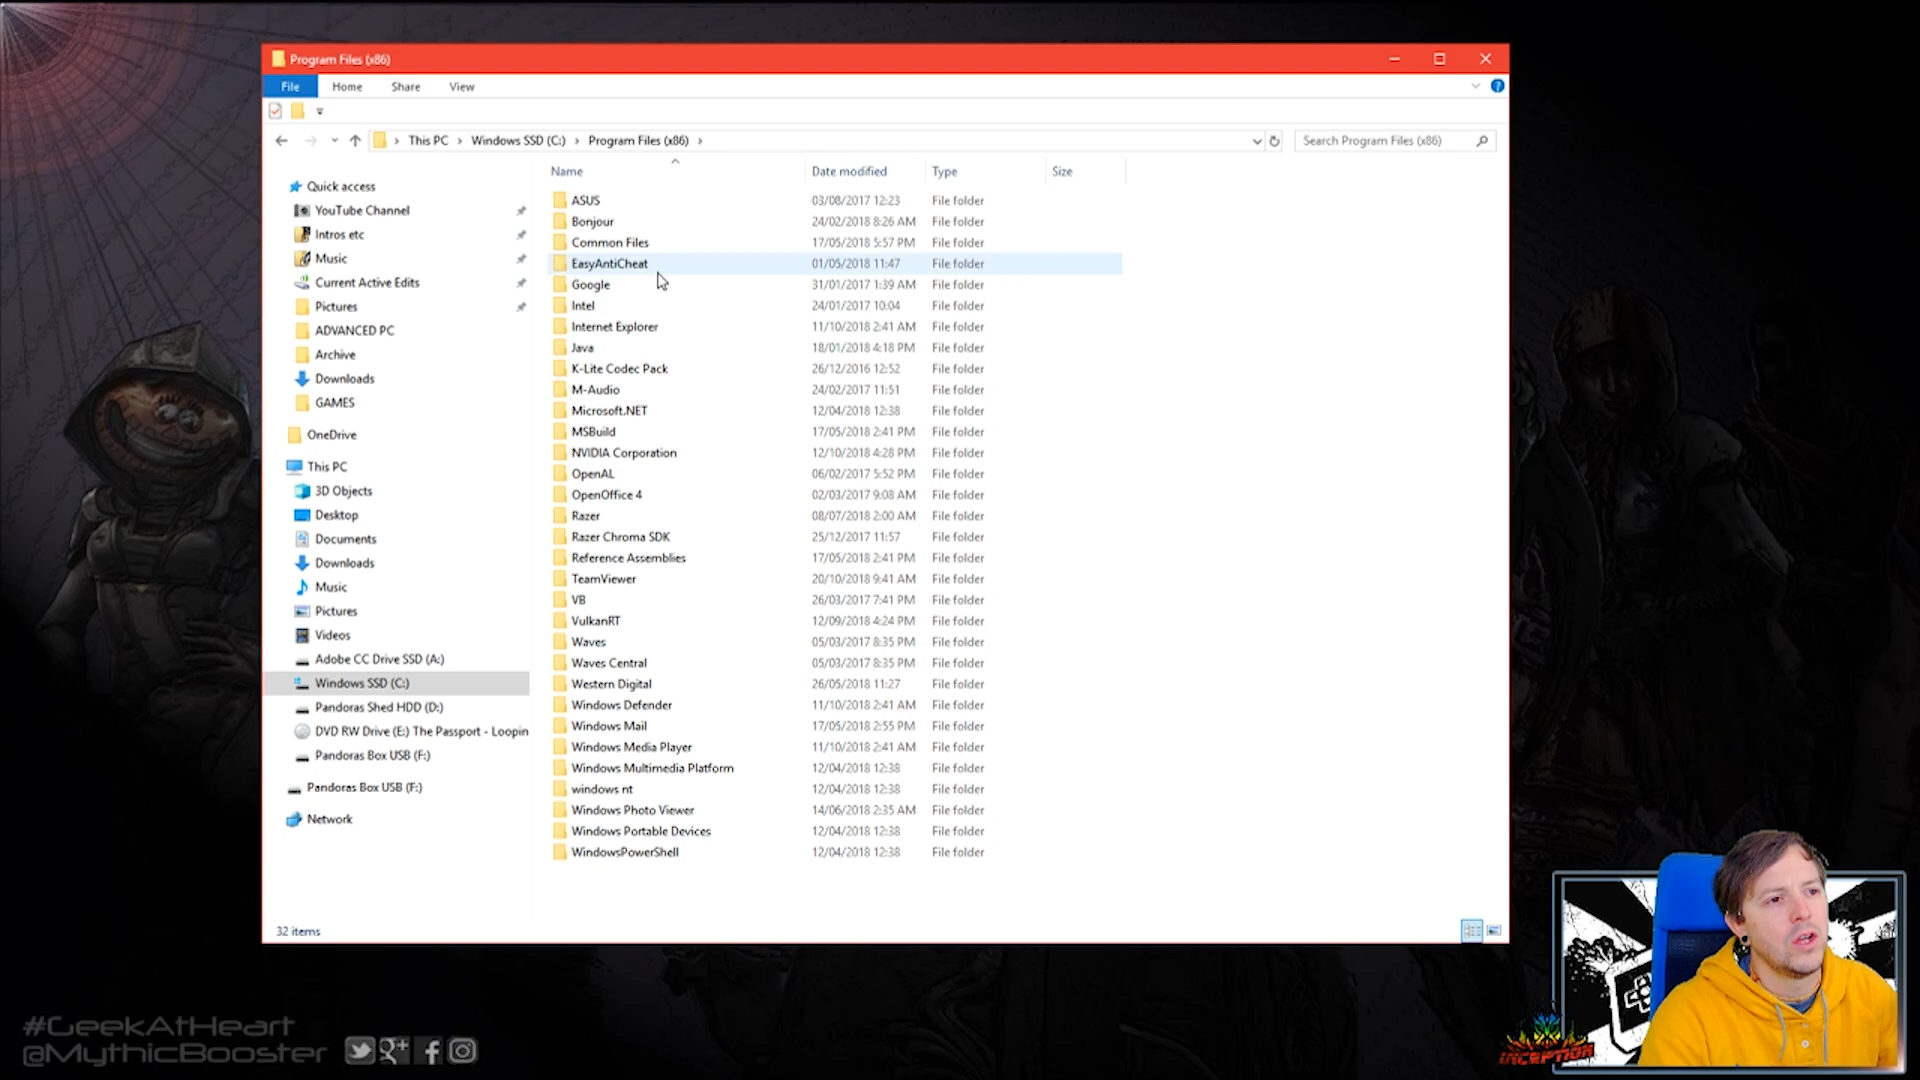 Program Files (x86)
File Home Share View
This PC Windows SSD (C:) Program Files (x86)
Search Program Files (x86)
Name Date modified Type Size
Quick access
YouTube Channel
Intros etc
Music
Current Active Edits
Pictures
ADVANCED PC
Archive
Downloads
GAMES
OneDrive
This PC
3D Objects
Desktop
Documents
Downloads
Music
Pictures
Videos
Adobe CC Drive SSD (A:)
Windows SSD (C:)
Pandoras Shed HDD (D:)
DVD RW Drive (E:) The Passport - Loopin
Pandoras Box USB (F:)
Pandoras Box USB (F:)
Network
ASUS 03/08/2017 12:23 File folder
Bonjour 24/02/2018 8:26 AM File folder
Common Files 17/05/2018 5:57 PM File folder
EasyAntiCheat 01/05/2018 11:47 File folder
Google 31/01/2017 1:39 AM File folder
Intel 24/01/2017 10:04 File folder
Internet Explorer 11/10/2018 2:41 AM File folder
Java 18/01/2018 4:18 PM File folder
K-Lite Codec Pack 26/12/2016 12:52 File folder
M-Audio 24/02/2017 11:51 File folder
Microsoft.NET 12/04/2018 12:38 File folder
MSBuild 17/05/2018 2:41 PM File folder
NVIDIA Corporation 12/10/2018 4:28 PM File folder
OpenAL 06/02/2017 5:52 PM File folder
OpenOffice 4 02/03/2017 9:08 AM File folder
Razer 08/07/2018 2:00 AM File folder
Razer Chroma SDK 25/12/2017 11:57 File folder
Reference Assemblies 17/05/2018 2:41 PM File folder
TeamViewer 20/10/2018 9:41 AM File folder
VB 26/03/2017 7:41 PM File folder
VulkanRT 12/09/2018 4:24 PM File folder
Waves 05/03/2017 8:35 PM File folder
Waves Central 05/03/2017 8:35 PM File folder
Western Digital 26/05/2018 11:27 File folder
Windows Defender 11/10/2018 2:41 AM File folder
Windows Mail 17/05/2018 2:55 PM File folder
Windows Media Player 11/10/2018 2:41 AM File folder
Windows Multimedia Platform 12/04/2018 12:38 File folder
windows nt 12/04/2018 12:38 File folder
Windows Photo Viewer 14/06/2018 2:35 AM File folder
Windows Portable Devices 12/04/2018 12:38 File folder
WindowsPowerShell 12/04/2018 12:38 File folder
32 items
#GeekAtHeart
@MythicBooster
INCEPTION